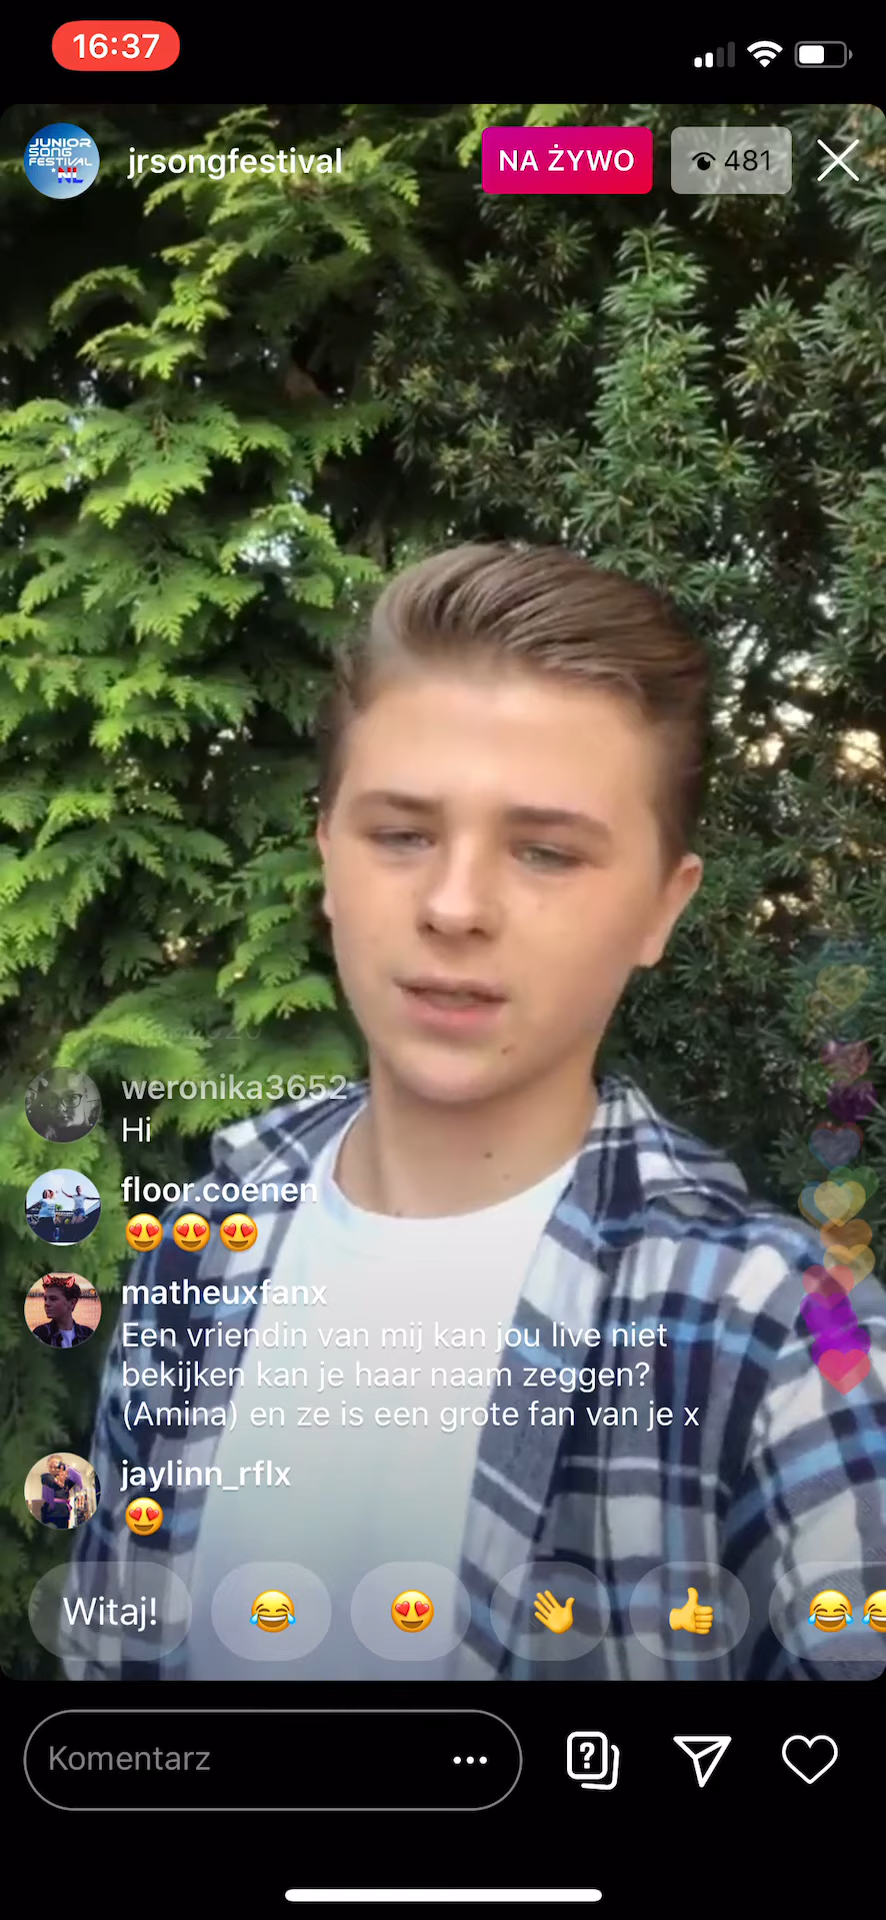 16:37
JUNIOR
SONG
FESTIVAL
NL
jrsongfestival
NA ŻYWO
481
weronika3652
Hi
floor.coenen
😍😍😍
matheuxfanx
Een vriendin van mij kan jou live niet
bekijken kan je haar naam zeggen?
(Amina) en ze is een grote fan van je x
jaylinn_rflx
😍
Witaj! 😂 😍 👋 👍 😂😂
Komentarz